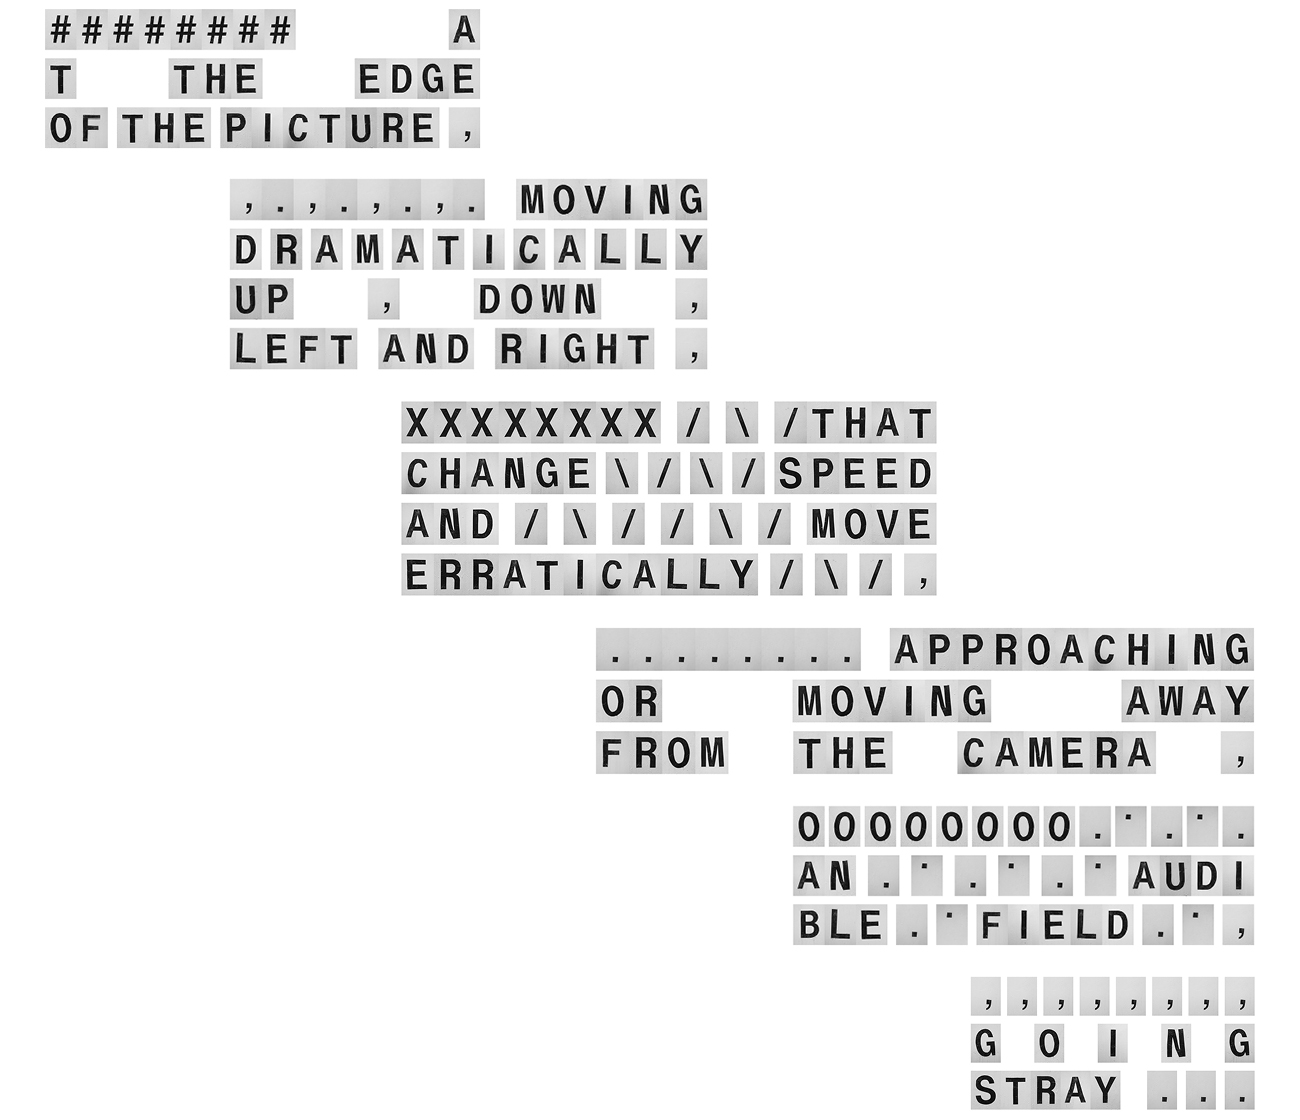 ######## A
T THE EDGE
OF THE PICTURE ,
,.,.,.,. MOVING
DRAMATICALLY
UP , DOWN ,
LEFT AND RIGHT ,
XXXXXXXX / \ / THAT
CHANGE \ / \ / SPEED
AND / \ / / \ / MOVE
ERRATICALLY / \ / ,
........ APPROACHING
OR MOVING AWAY
FROM THE CAMERA ,
OOOOOOOO . ˙ . ˙ .
AN . ˙ . ˙ . ˙ AUDI
BLE . ˙ FIELD . ˙ ,
, , , , , , , ,
G O I N G
STRAY . . .